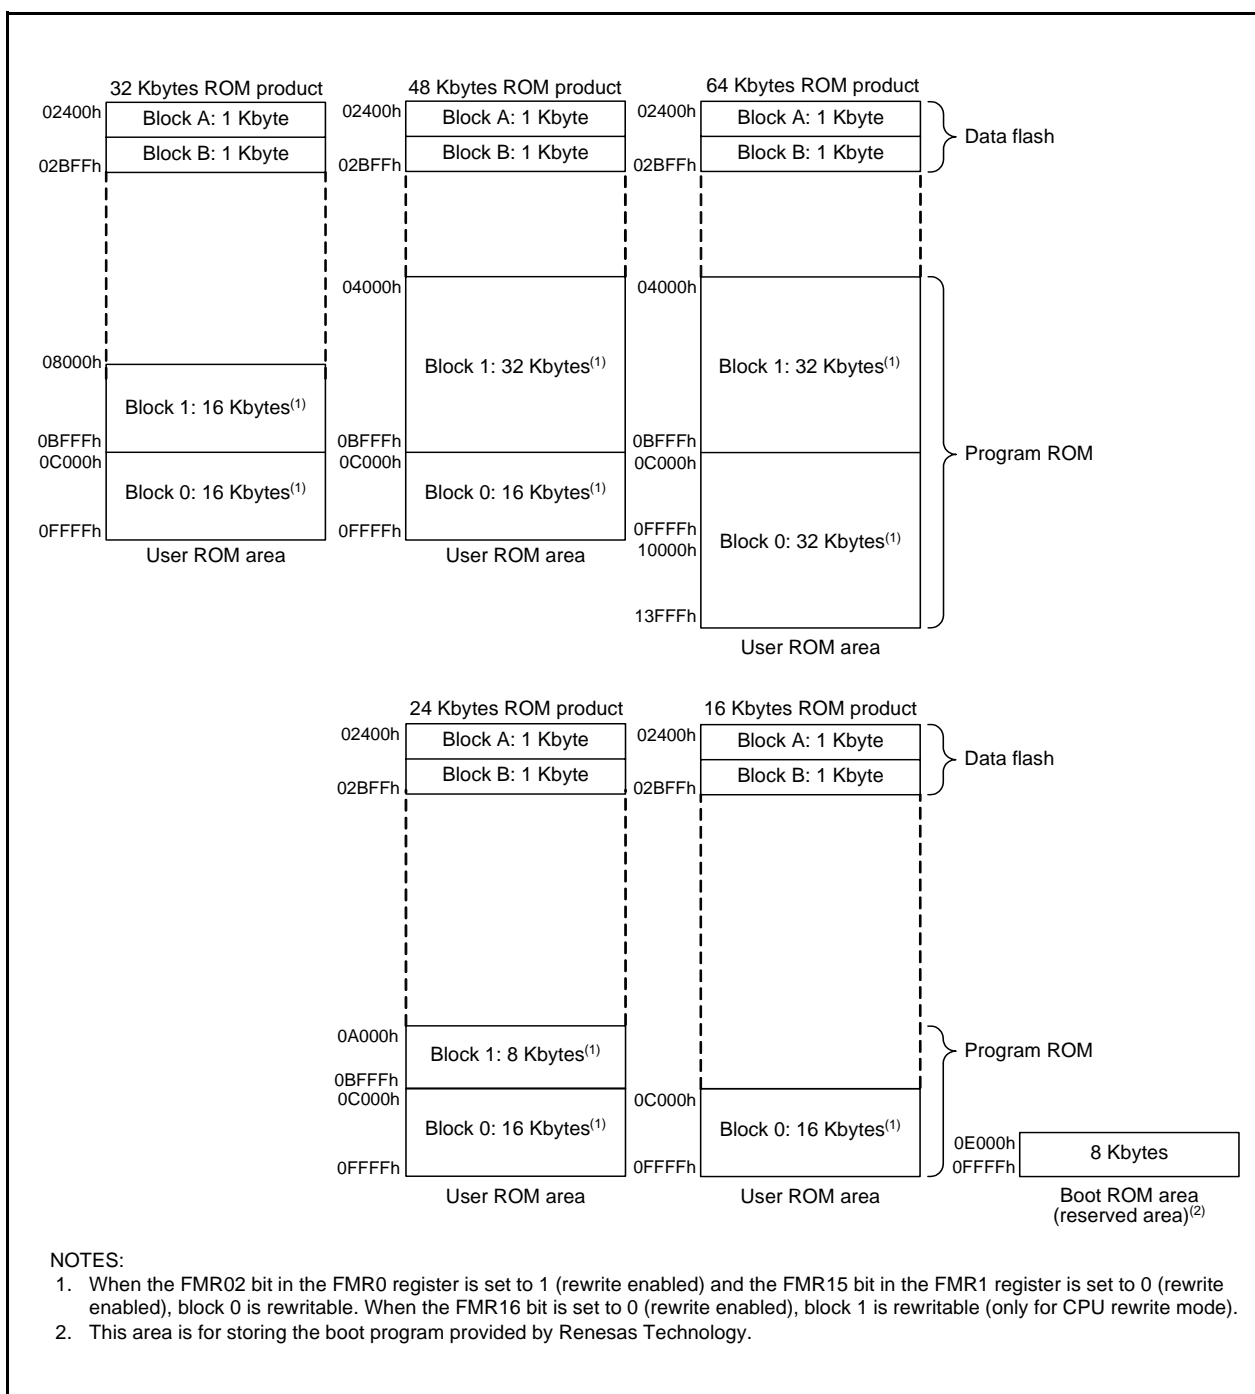 32 Kbytes ROM product
02400h
Block A: 1 Kbyte
Block B: 1 Kbyte
02BFFh
08000h
Block 1: 16 Kbytes(1)
0BFFFh
0C000h
Block 0: 16 Kbytes(1)
0FFFFh
User ROM area
48 Kbytes ROM product
02400h
Block A: 1 Kbyte
Block B: 1 Kbyte
02BFFh
04000h
Block 1: 32 Kbytes(1)
0BFFFh
0C000h
Block 0: 16 Kbytes(1)
0FFFFh
User ROM area
64 Kbytes ROM product
02400h
Block A: 1 Kbyte
Block B: 1 Kbyte
02BFFh
Data flash
04000h
Block 1: 32 Kbytes(1)
0BFFFh
0C000h
Program ROM
Block 0: 32 Kbytes(1)
0FFFFh
10000h
13FFFh
User ROM area
24 Kbytes ROM product
02400h
Block A: 1 Kbyte
Block B: 1 Kbyte
02BFFh
0A000h
Block 1: 8 Kbytes(1)
0BFFFh
0C000h
Block 0: 16 Kbytes(1)
0FFFFh
User ROM area
16 Kbytes ROM product
02400h
Block A: 1 Kbyte
Block B: 1 Kbyte
02BFFh
Data flash
Program ROM
0C000h
Block 0: 16 Kbytes(1)
0FFFFh
User ROM area
0E000h
8 Kbytes
0FFFFh
Boot ROM area
(reserved area)(2)
NOTES:
1. When the FMR02 bit in the FMR0 register is set to 1 (rewrite enabled) and the FMR15 bit in the FMR1 register is set to 0 (rewrite
enabled), block 0 is rewritable. When the FMR16 bit is set to 0 (rewrite enabled), block 1 is rewritable (only for CPU rewrite mode).
2. This area is for storing the boot program provided by Renesas Technology.